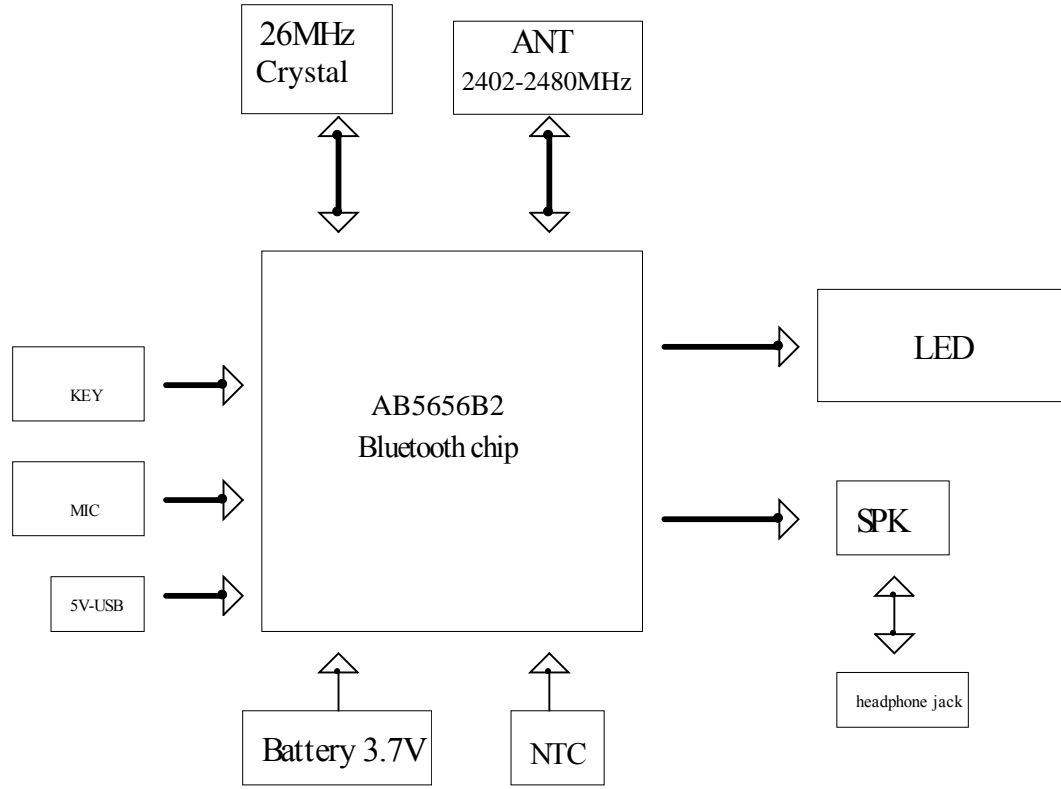 26MHz
Crystal
ANT
2402-2480MHz
LED
KEY
AB5656B2
Bluetooth chip
MIC
SPK
5V-USB
headphone jack
Battery 3.7V
NTC